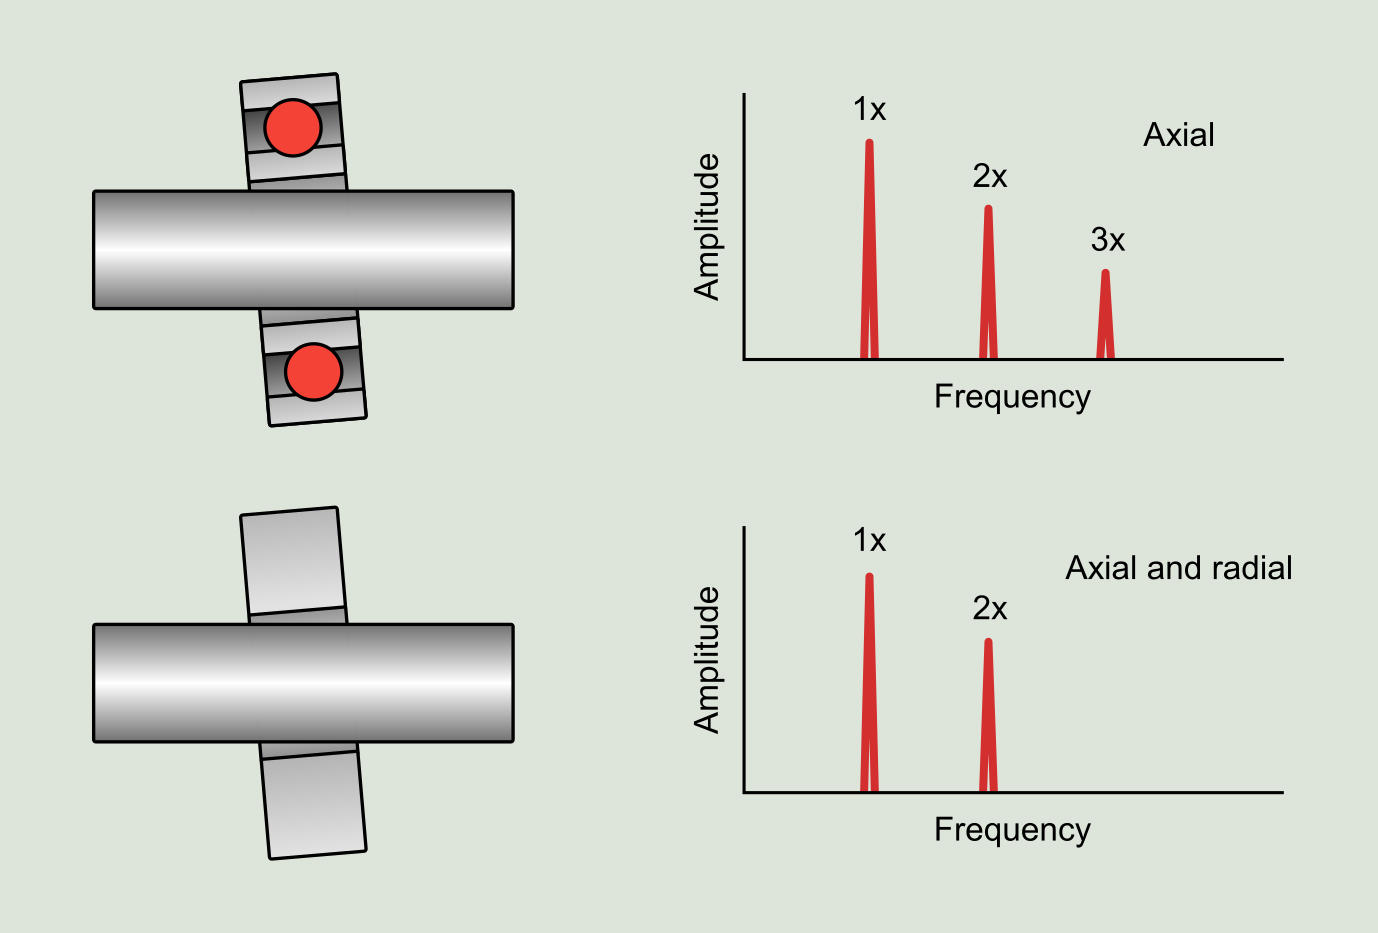 1x
Axial
2x
3x
Amplitude
Frequency
1x
Axial and radial
2x
Amplitude
Frequency